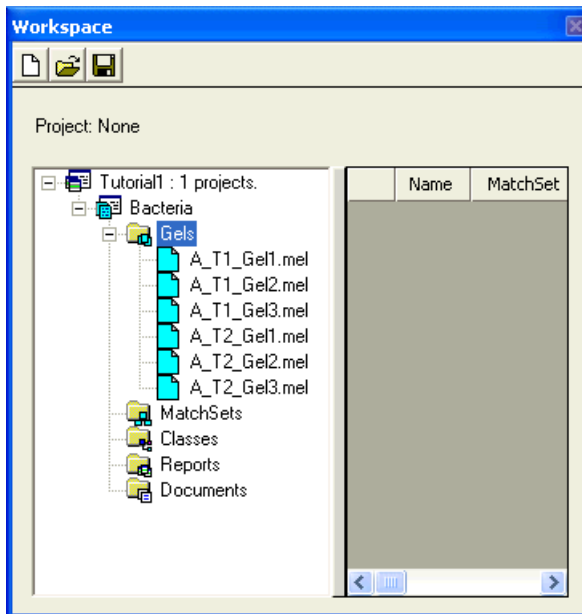 Workspace
Project: None
Tutorial1 : 1 projects.
Name MatchSet
Bacteria
Gels
A_T1_Gel1.mel
A_T1_Gel2.mel
A_T1_Gel3.mel
A_T2_Gel1.mel
A_T2_Gel2.mel
A_T2_Gel3.mel
MatchSets
Classes
Reports
Documents